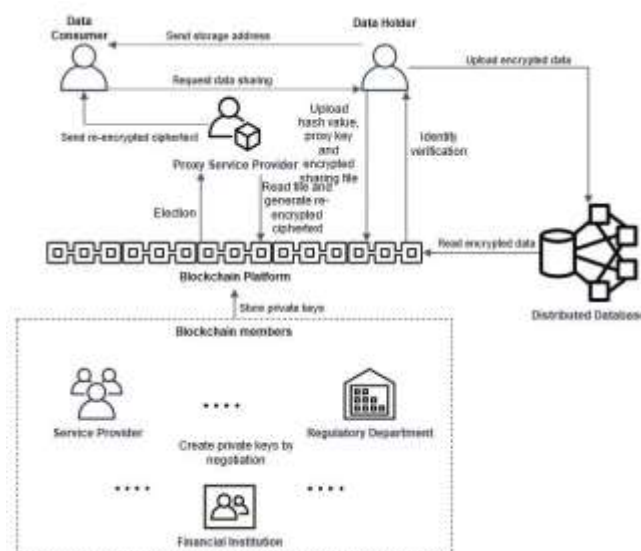 Data
Consumer
Data Holder
Send storage address
Upload encrypted data
Request data sharing
Send re-encrypted ciphertext
Proxy Service Provider
Upload
hash value,
proxy key
and
encrypted
sharing file
Identity
verification
Election
Read file and
generate re-
encrypted
ciphertext
Read encrypted data
Blockchain Platform
Distributed Database
Store private keys
Blockchain members
Service Provider
Regulatory Department
Create private keys by
negotiation
Financial Institution